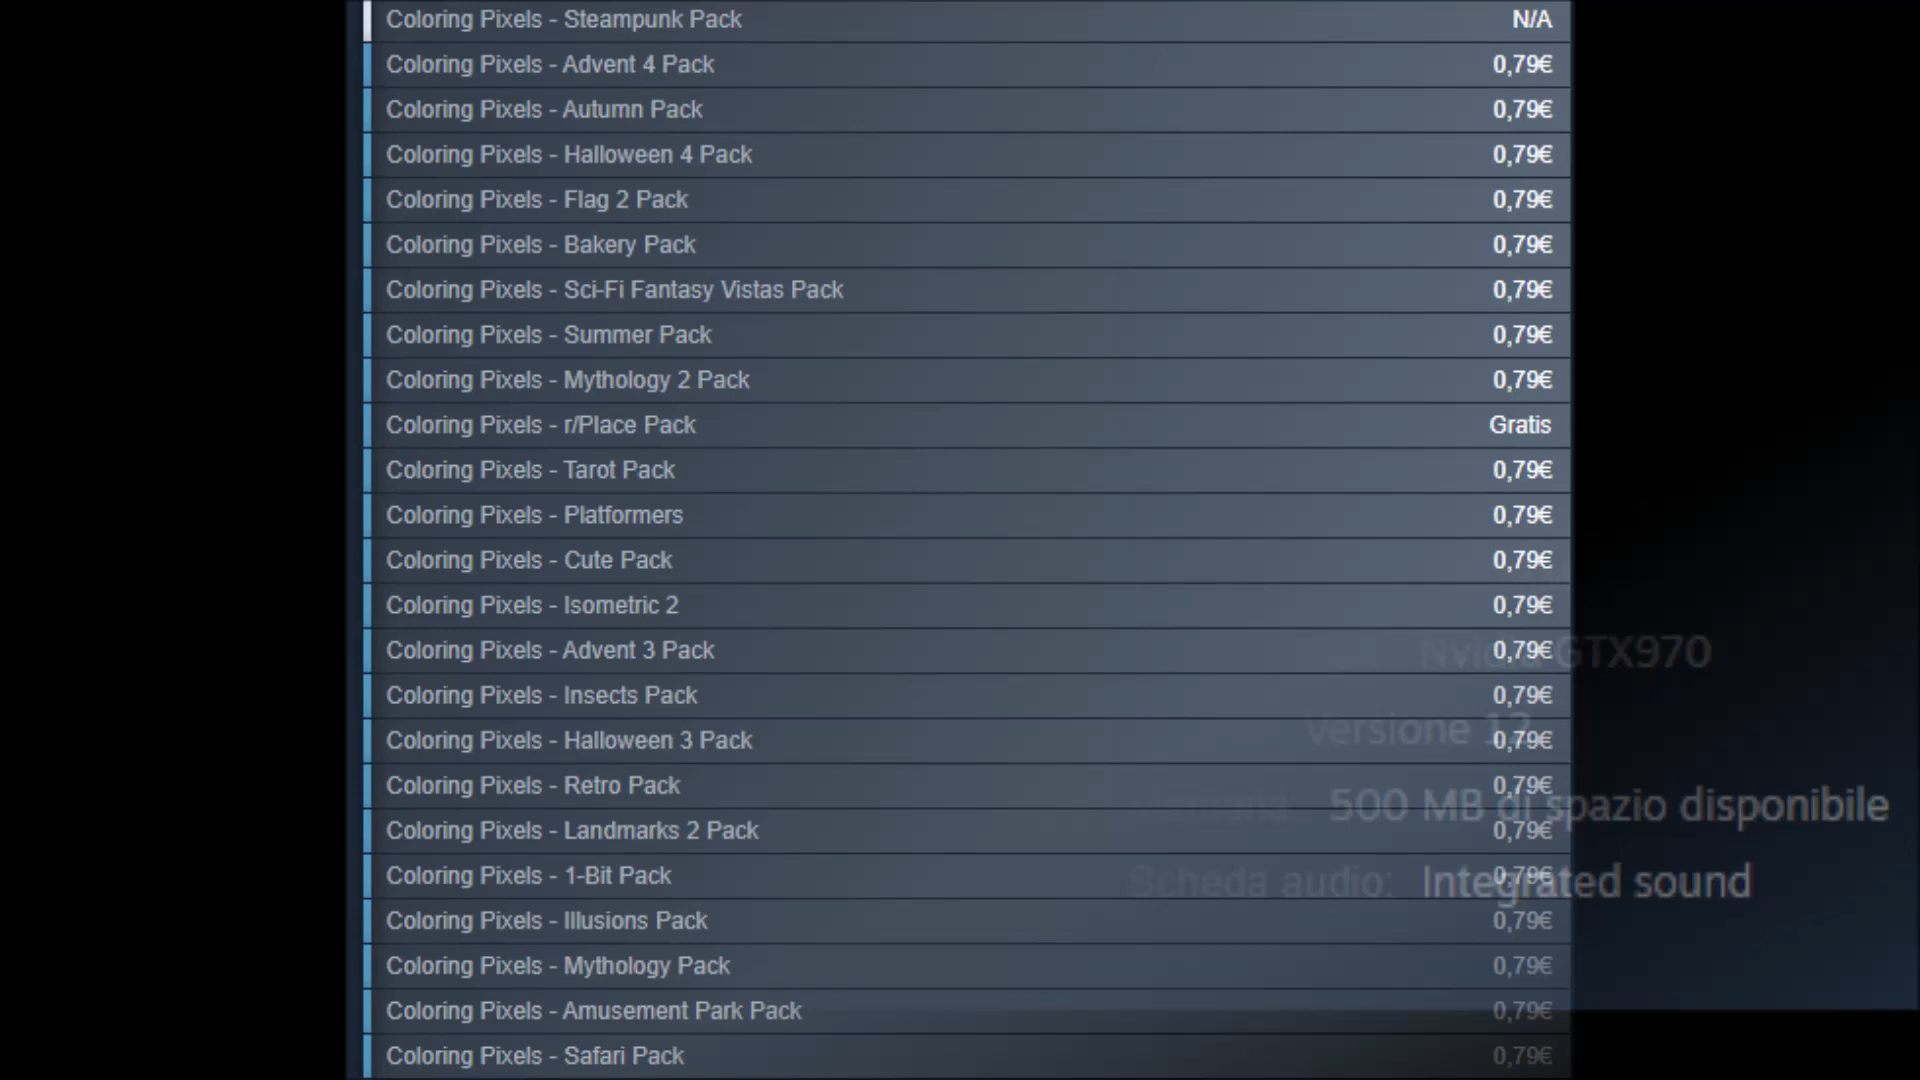 Coloring Pixels - Steampunk Pack N/A
Coloring Pixels - Advent 4 Pack 0,79€
Coloring Pixels - Autumn Pack 0,79€
Coloring Pixels - Halloween 4 Pack 0,79€
Coloring Pixels - Flag 2 Pack 0,79€
Coloring Pixels - Bakery Pack 0,79€
Coloring Pixels - Sci-Fi Fantasy Vistas Pack 0,79€
Coloring Pixels - Summer Pack 0,79€
Coloring Pixels - Mythology 2 Pack 0,79€
Coloring Pixels - r/Place Pack Gratis
Coloring Pixels - Tarot Pack 0,79€
Coloring Pixels - Platformers 0,79€
Coloring Pixels - Cute Pack 0,79€
Coloring Pixels - Isometric 2 0,79€
Coloring Pixels - Advent 3 Pack 0,79€
Nvidia GTX970
Coloring Pixels - Insects Pack 0,79€
Versione 12
Coloring Pixels - Halloween 3 Pack 0,79€
Coloring Pixels - Retro Pack 0,79€
500 MB di spazio disponibile
Coloring Pixels - Landmarks 2 Pack 0,79€
Coloring Pixels - 1-Bit Pack 0,79€
Scheda audio: Integrated sound
Coloring Pixels - Illusions Pack 0,79€
Coloring Pixels - Mythology Pack 0,79€
Coloring Pixels - Amusement Park Pack 0,79€
Coloring Pixels - Safari Pack 0,79€